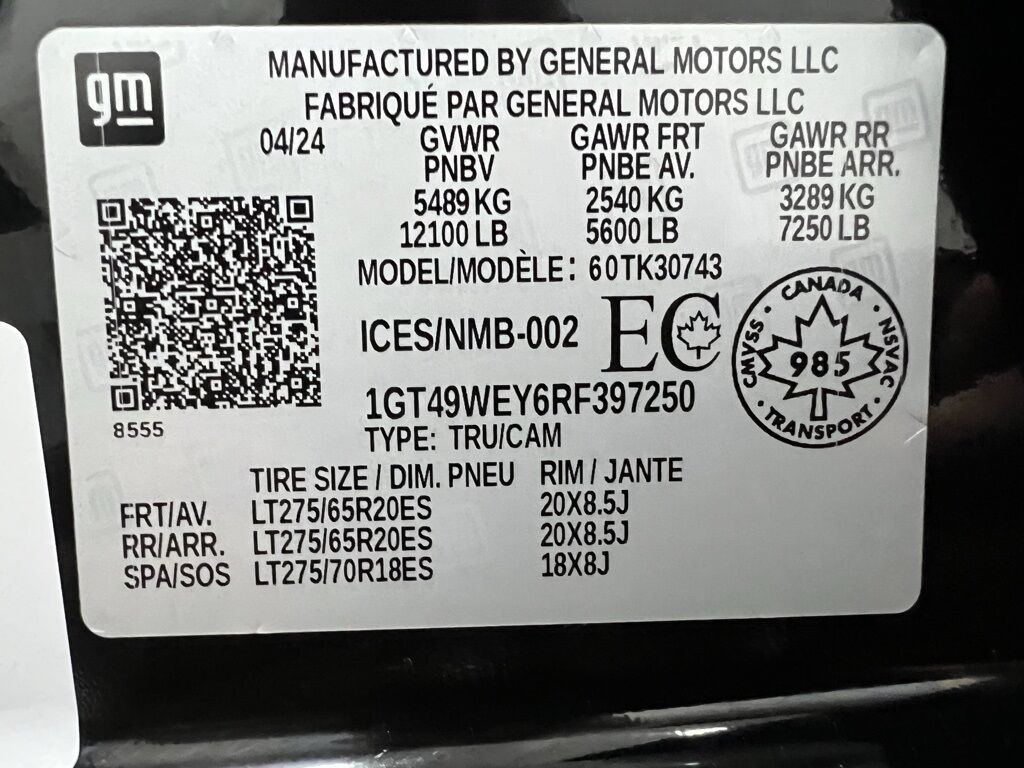 gm
MANUFACTURED BY GENERAL MOTORS LLC
FABRIQUÉ PAR GENERAL MOTORS LLC
04/24 GVWR GAWR FRT GAWR RR
PNBV PNBE AV. PNBE ARR.
5489 KG 2540 KG 3289 KG
12100 LB 5600 LB 7250 LB
MODEL/MODÈLE: 60TK30743
ICES/NMB-002 EC
CANADA
CMVSS 985 NSVAC
TRANSPORT
1GT49WEY6RF397250
8555
TYPE: TRU/CAM
TIRE SIZE / DIM. PNEU RIM / JANTE
FRT/AV. LT275/65R20ES 20X8.5J
RR/ARR. LT275/65R20ES 20X8.5J
SPA/SOS LT275/70R18ES 18X8J